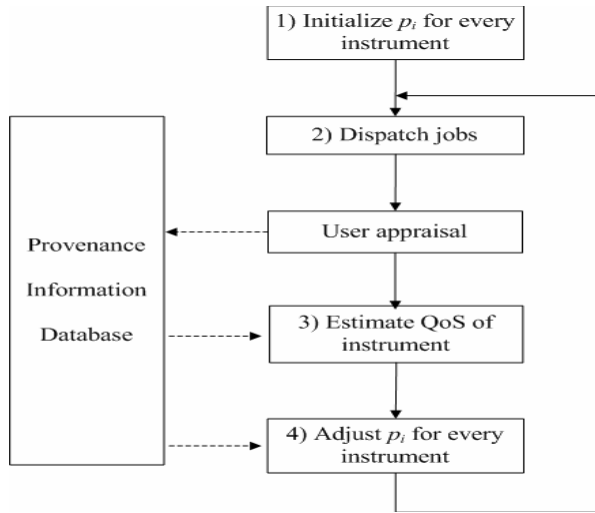 1) Initialize pi for every
instrument
2) Dispatch jobs
User appraisal
Provenance
Information
Database
3) Estimate QoS of
instrument
4) Adjust pi for every
instrument